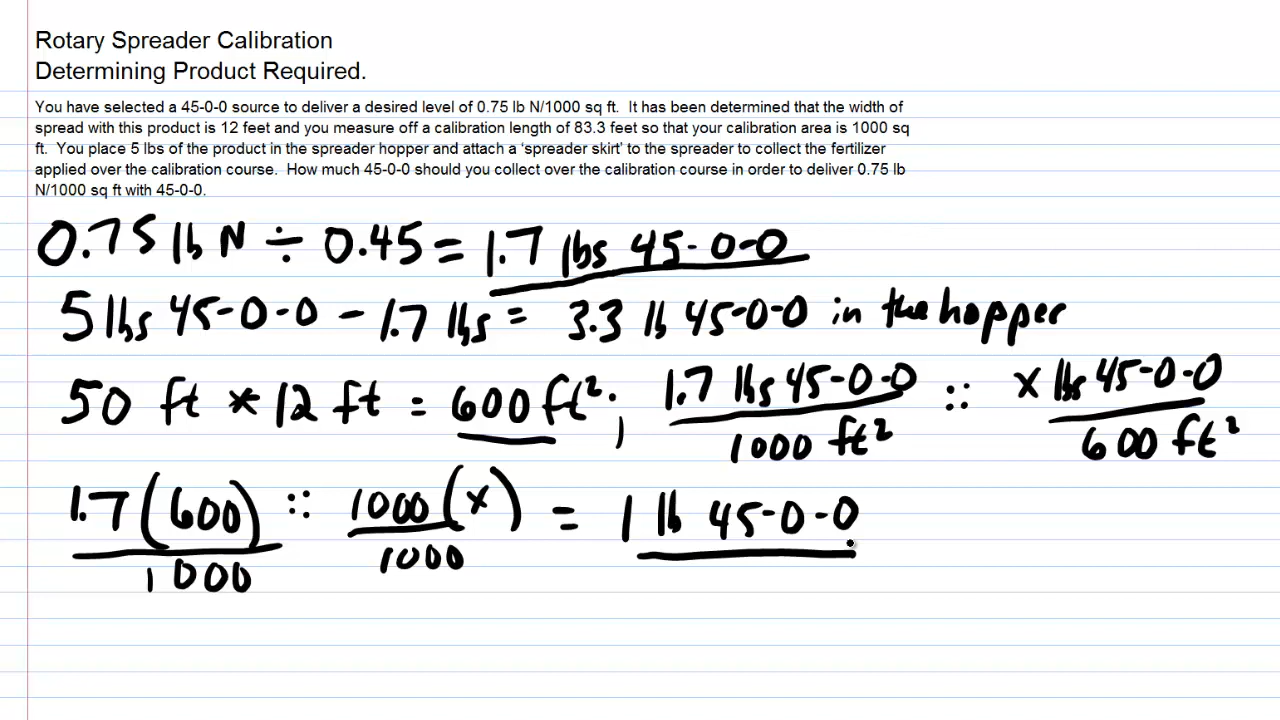 Rotary Spreader Calibration
Determining Product Required.
You have selected a 45-0-0 source to deliver a desired level of 0.75 lb N/1000 sq ft.  It has been determined that the width of
spread with this product is 12 feet and you measure off a calibration length of 83.3 feet so that your calibration area is 1000 sq
ft.  You place 5 lbs of the product in the spreader hopper and attach a 'spreader skirt' to the spreader to collect the fertilizer
applied over the calibration course.  How much 45-0-0 should you collect over the calibration course in order to deliver 0.75 lb
N/1000 sq ft with 45-0-0.
0.75 lb N ÷ 0.45 = 1.7 lbs 45-0-0
5 lbs 45-0-0 - 1.7 lbs = 3.3 lb 45-0-0 in the hopper
50 ft * 12 ft = 600 ft²; 1.7 lbs 45-0-0 / 1000 ft² :: x lbs 45-0-0 / 600 ft²
1.7 (600) / 1000 :: 1000 (x) / 1000 = 1 lb 45-0-0